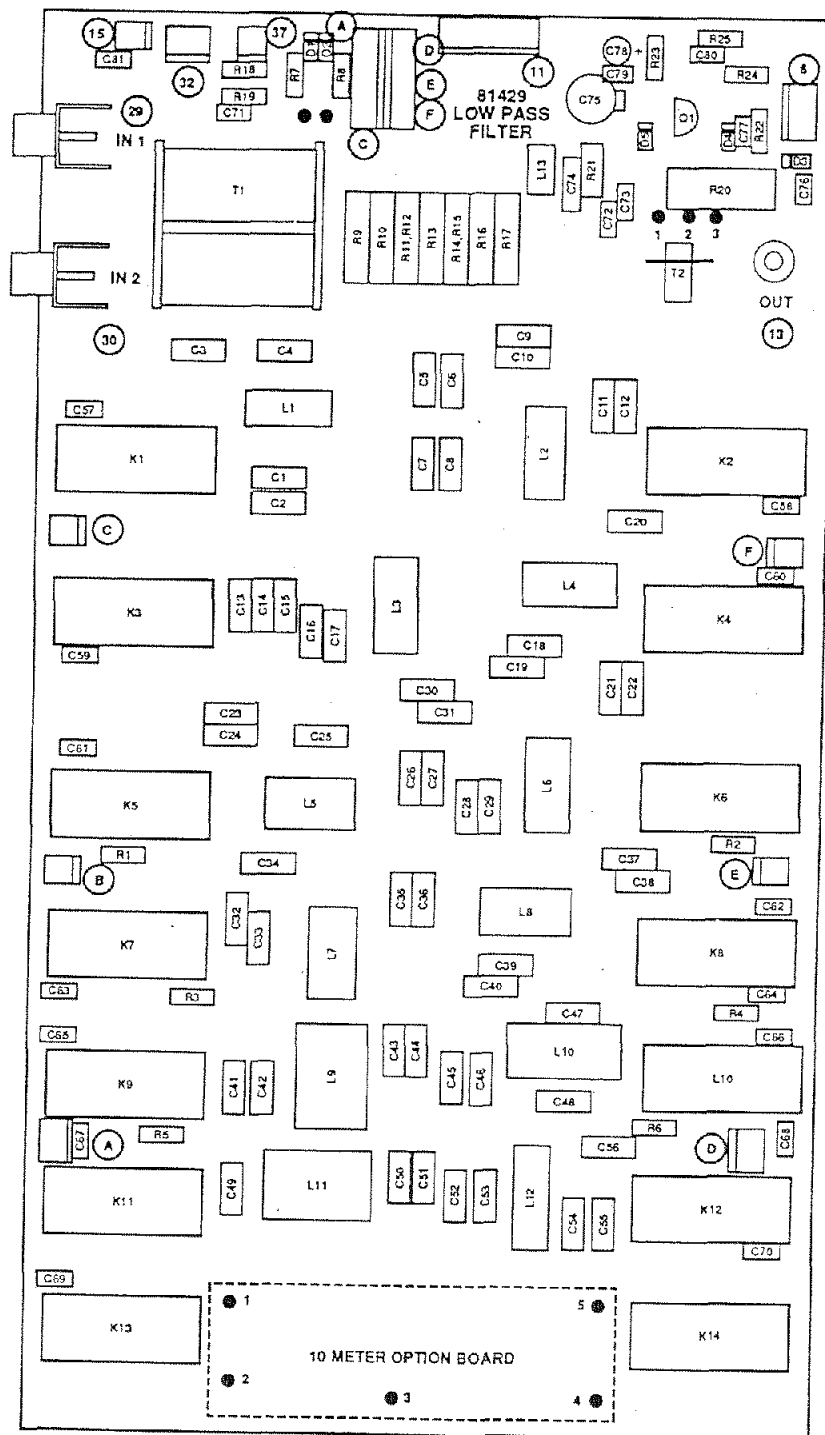 15
C81
32
37
R18
R19
C71
D1
D2
R7
R8
A
D
E
F
C
11
81429
LOW PASS
FILTER
C78 +
C79
C75
R23
R25
C80
R24
8
Q1
D5
D4
C77
R22
D3
C76
29
IN 1
T1
IN 2
30
R9
R10
R11,R12
R13
R14,R15
R16
R17
L13
C74
R21
C72
C73
R20
1
2
3
T2
OUT
13
C3
C4
C9
C10
C5
C6
L1
C57
K1
C1
C2
C7
C8
L2
C11
C12
K2
C58
C20
C
F
C60
K3
C59
C13
C14
C15
C16
C17
L3
L4
K4
C18
C19
C21
C22
C30
C31
C23
C24
C25
C61
K5
L5
C26
C27
C28
C29
L6
K6
R1
R2
B
C34
C37
C38
E
C62
C32
C33
C35
C36
L8
K7
L7
K8
C39
C40
C63
R3
C64
R4
C65
C47
C66
K9
C41
C42
L9
C43
C44
C45
C46
L10
L10
C48
C67
A
R5
R6
C56
D
C68
K11
C49
L11
C50
C51
C52
C53
L12
C54
C55
K12
C70
C69
K13
1
5
10 METER OPTION BOARD
K14
2
3
4